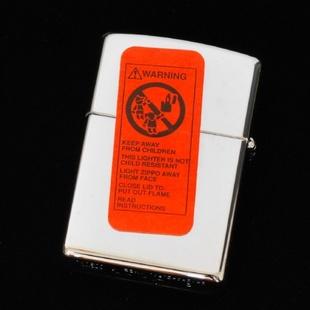 ⚠WARNING
KEEP AWAY
FROM CHILDREN
THIS LIGHTER IS NOT
CHILD RESISTANT
LIGHT ZIPPO AWAY
FROM FACE
CLOSE LID TO
PUT OUT FLAME
READ
INSTRUCTIONS